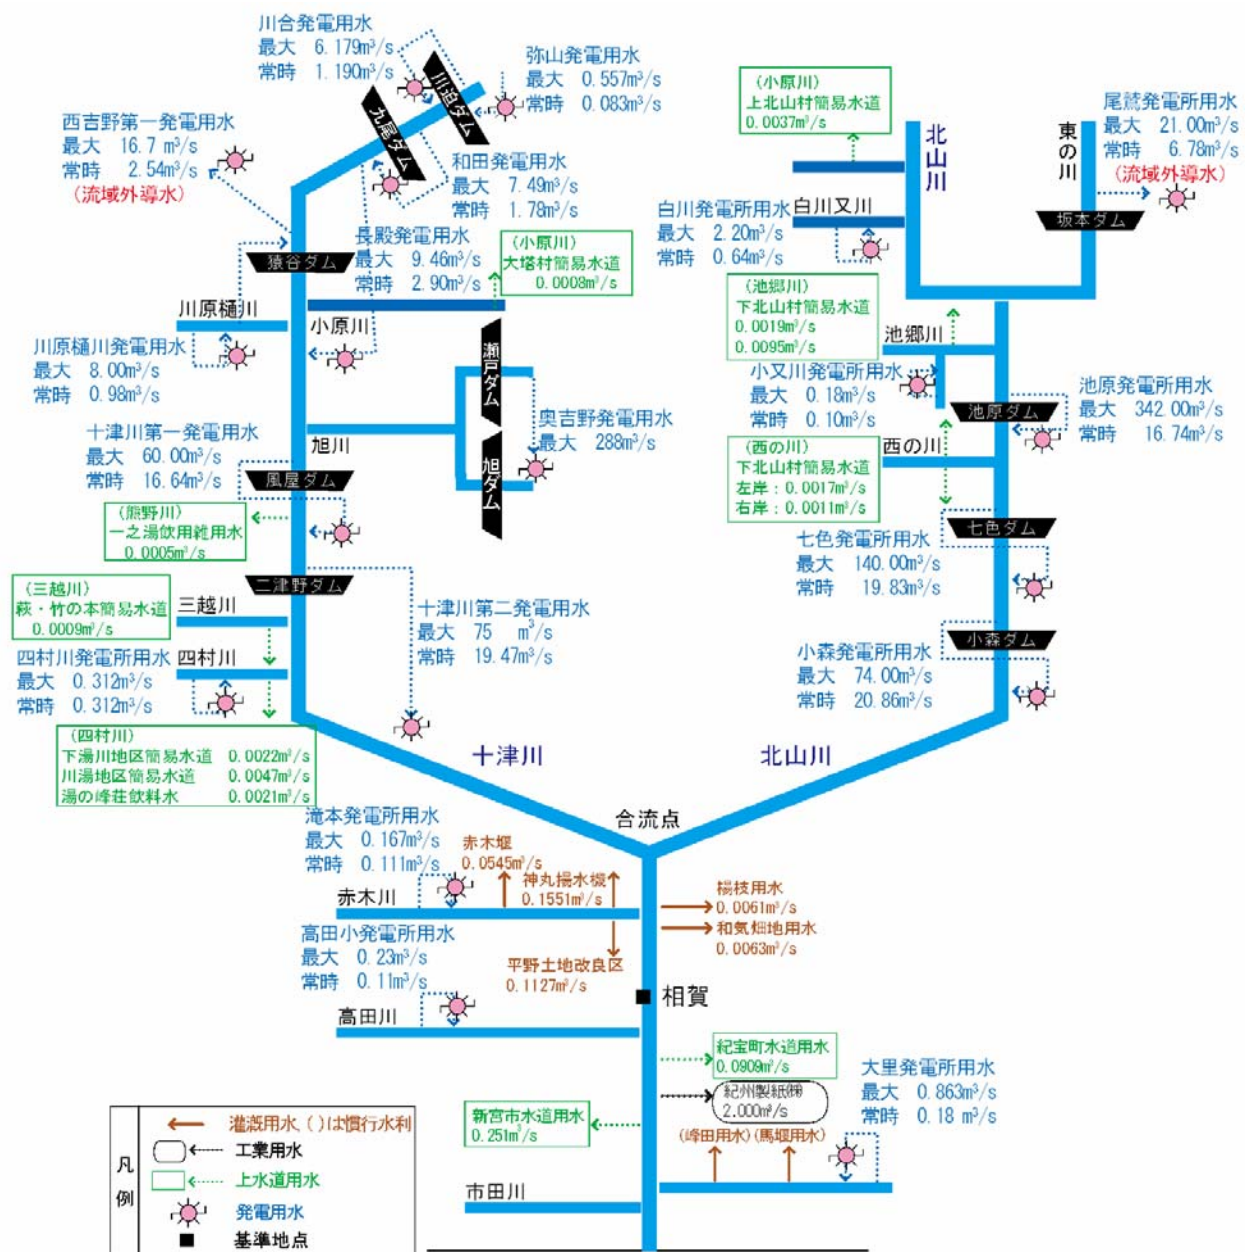 川合発電用水
最大 6.179m³/s
常時 1.190m³/s
川迫ダム
弥山発電用水
最大 0.557m³/s
常時 0.083m³/s
九尾ダム
西吉野第一発電用水
最大 16.7 m³/s
常時 2.54m³/s
(流域外導水)
和田発電用水
最大 7.49m³/s
常時 1.78m³/s
長殿発電用水
最大 9.46m³/s
常時 2.90m³/s
猿谷ダム
(小原川)
大塔村簡易水道
0.0008m³/s
川原樋川
小原川
川原樋川発電用水
最大 8.00m³/s
常時 0.98m³/s
瀬戸ダム
奥吉野発電用水
最大 288m³/s
旭ダム
旭川
十津川第一発電用水
最大 60.00m³/s
常時 16.64m³/s
風屋ダム
(熊野川)
一之湯飲用雑用水
0.0005m³/s
二津野ダム
(三越川)
萩・竹の本簡易水道
0.0009m³/s
三越川
十津川第二発電用水
最大 75 m³/s
常時 19.47m³/s
四村川発電所用水
最大 0.312m³/s
常時 0.312m³/s
四村川
(四村川)
下湯川地区簡易水道 0.0022m³/s
川湯地区簡易水道 0.0047m³/s
湯の峰荘飲料水 0.0021m³/s
十津川
(小原川)
上北山村簡易水道
0.0037m³/s
北山川
東の川
尾鷲発電所用水
最大 21.00m³/s
常時 6.78m³/s
(流域外導水)
坂本ダム
白川又川
白川発電所用水
最大 2.20m³/s
常時 0.64m³/s
(池郷川)
下北山村簡易水道
0.0019m³/s
0.0095m³/s
池郷川
小又川発電所用水
最大 0.18m³/s
常時 0.10m³/s
池原ダム
池原発電所用水
最大 342.00m³/s
常時 16.74m³/s
(西の川)
下北山村簡易水道
左岸：0.0017m³/s
右岸：0.0011m³/s
西の川
七色ダム
七色発電所用水
最大 140.00m³/s
常時 19.83m³/s
小森ダム
小森発電所用水
最大 74.00m³/s
常時 20.86m³/s
北山川
合流点
滝本発電所用水
最大 0.167m³/s
常時 0.111m³/s
赤木堰
0.0545m³/s
神丸揚水機
0.1551m³/s
赤木川
楊枝用水
0.0061m³/s
和気畑地用水
0.0063m³/s
平野土地改良区
0.1127m³/s
高田小発電所用水
最大 0.23m³/s
常時 0.11m³/s
高田川
相賀
紀宝町水道用水
0.0909m³/s
紀州製紙㈱
2.000m³/s
大里発電所用水
最大 0.863m³/s
常時 0.18 m³/s
新宮市水道用水
0.251m³/s
(峰田用水)(馬堰用水)
市田川
凡例
灌漑用水、( )は慣行水利
工業用水
上水道用水
発電用水
基準地点